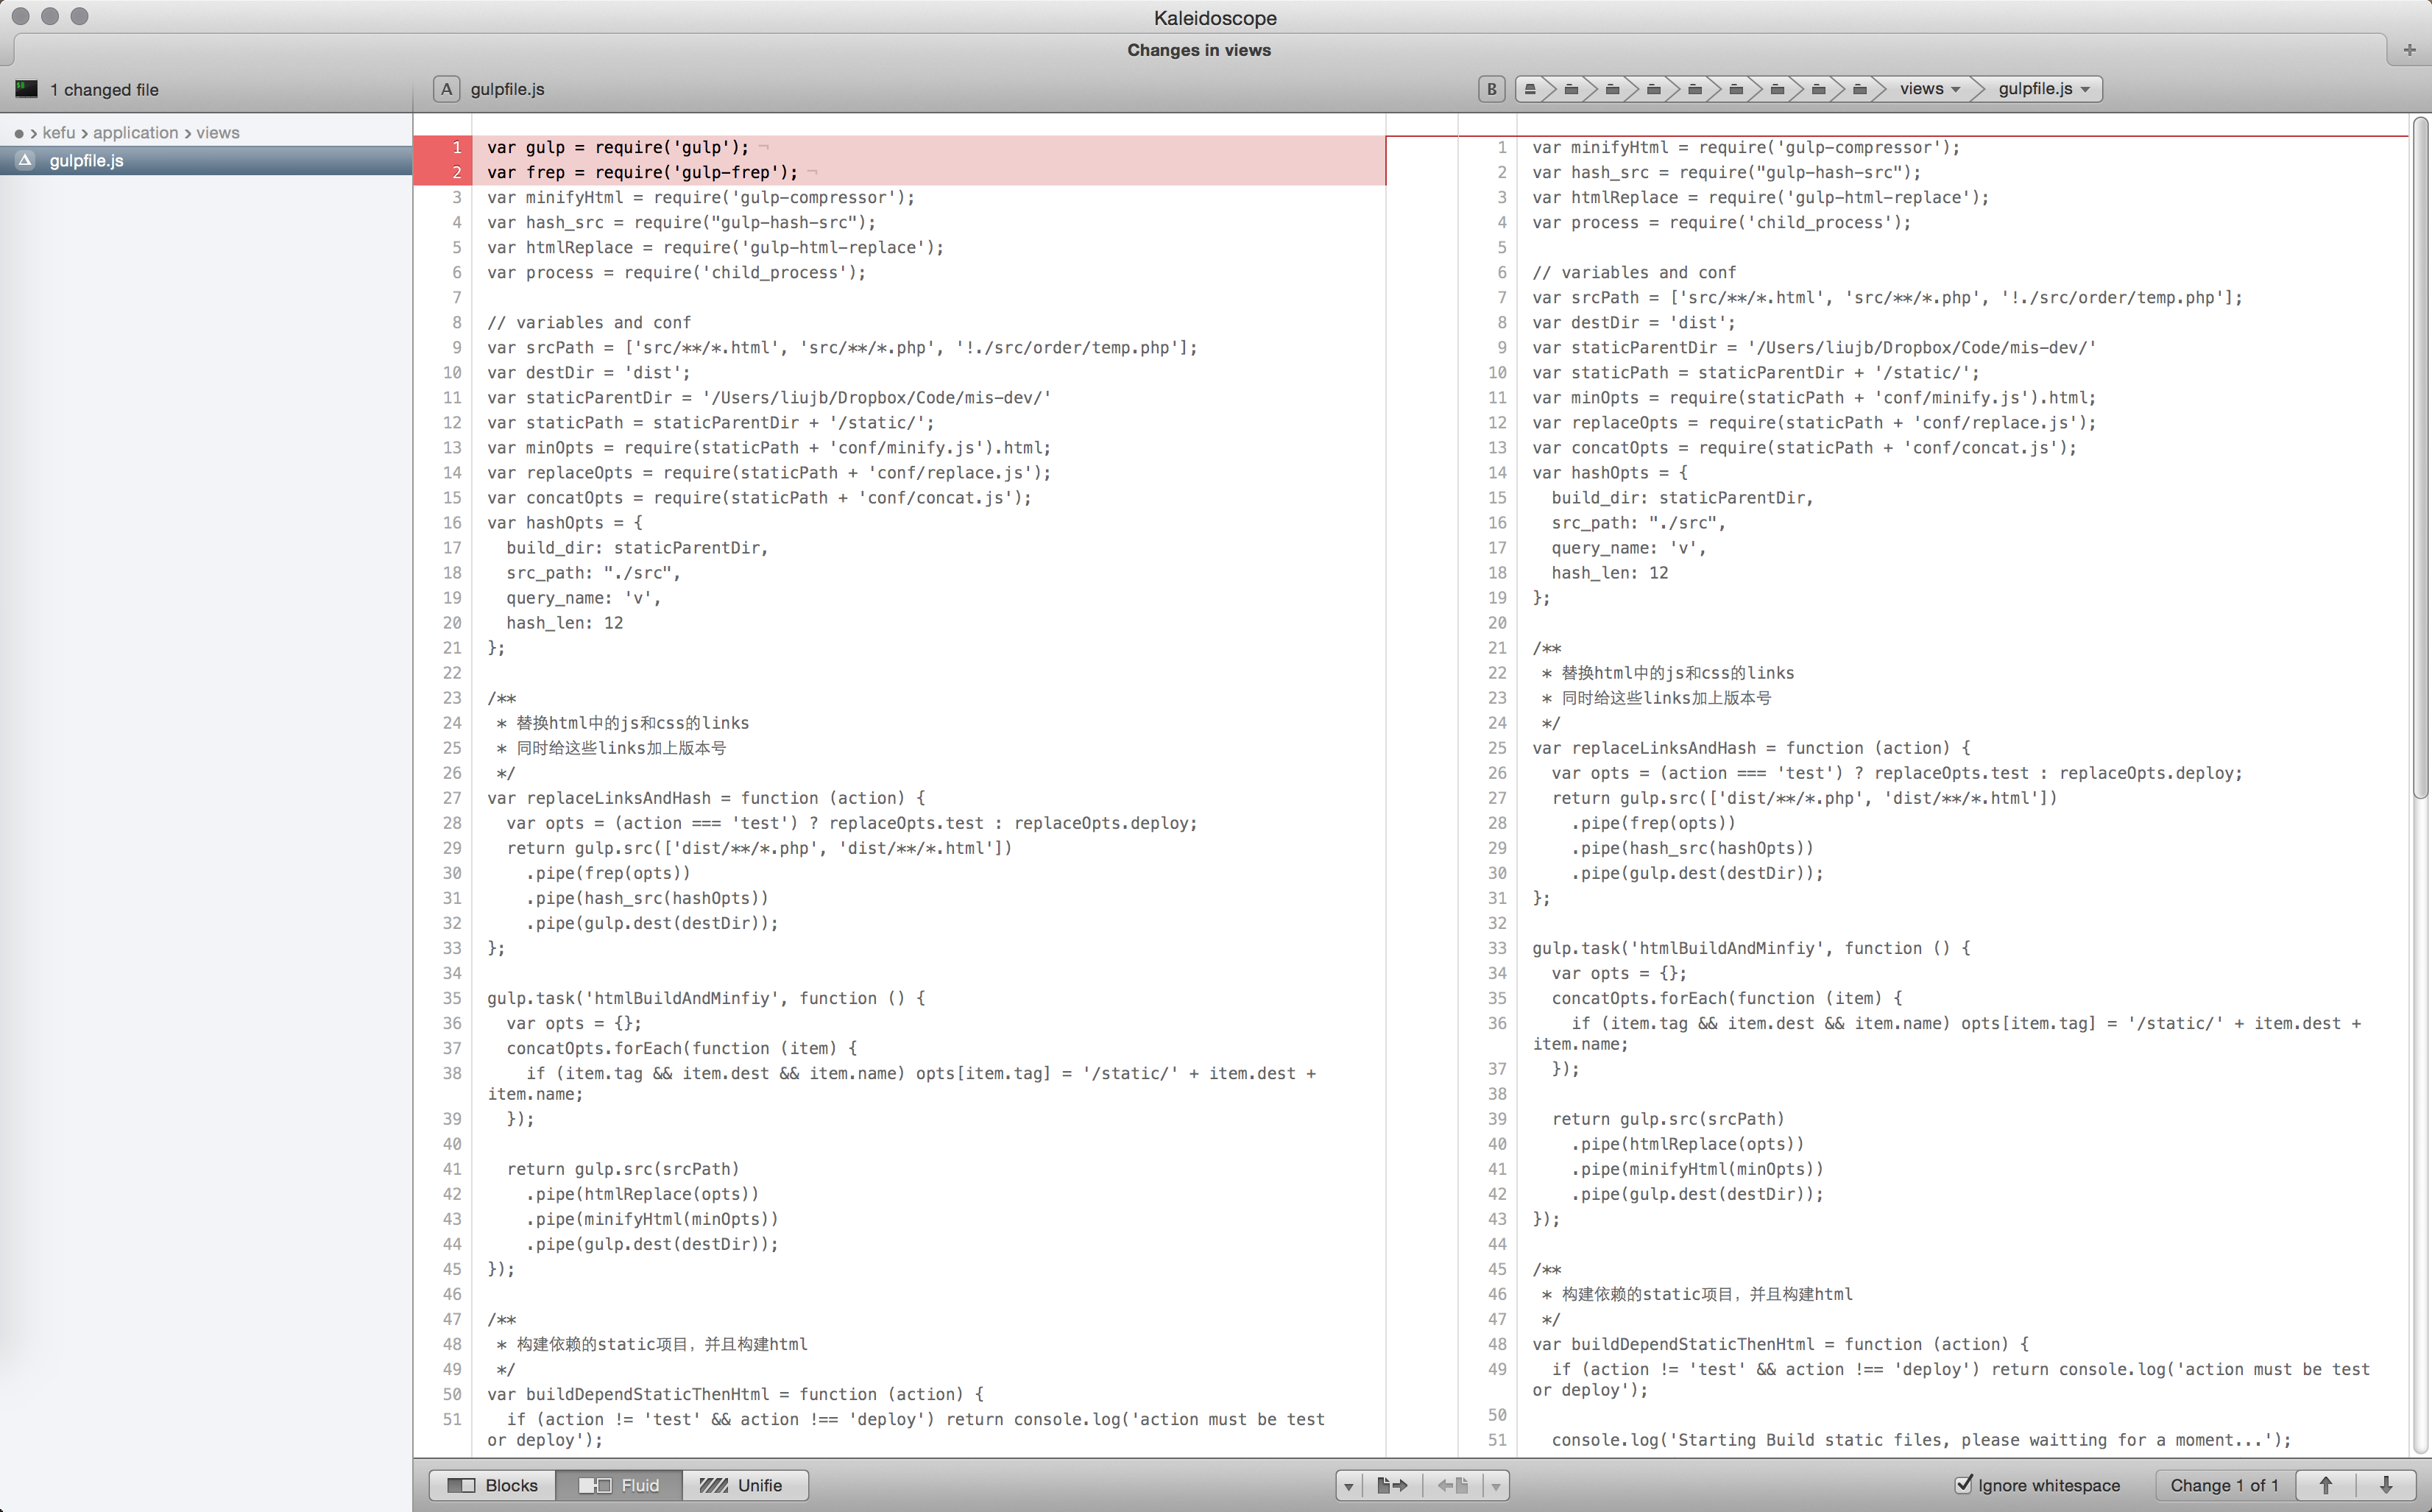 Kaleidoscope
Changes in views
1 changed file
A gulpfile.js
B views gulpfile.js
kefu › application › views
gulpfile.js
1 var gulp = require('gulp'); ¬
2 var frep = require('gulp-frep'); ¬
3 var minifyHtml = require('gulp-compressor');
4 var hash_src = require("gulp-hash-src");
5 var htmlReplace = require('gulp-html-replace');
6 var process = require('child_process');
7
8 // variables and conf
9 var srcPath = ['src/**/*.html', 'src/**/*.php', '!./src/order/temp.php'];
10 var destDir = 'dist';
11 var staticParentDir = '/Users/liujb/Dropbox/Code/mis-dev/'
12 var staticPath = staticParentDir + '/static/';
13 var minOpts = require(staticPath + 'conf/minify.js').html;
14 var replaceOpts = require(staticPath + 'conf/replace.js');
15 var concatOpts = require(staticPath + 'conf/concat.js');
16 var hashOpts = {
17   build_dir: staticParentDir,
18   src_path: "./src",
19   query_name: 'v',
20   hash_len: 12
21 };
22
23 /**
24  * 替换html中的js和css的links
25  * 同时给这些links加上版本号
26  */
27 var replaceLinksAndHash = function (action) {
28   var opts = (action === 'test') ? replaceOpts.test : replaceOpts.deploy;
29   return gulp.src(['dist/**/*.php', 'dist/**/*.html'])
30     .pipe(frep(opts))
31     .pipe(hash_src(hashOpts))
32     .pipe(gulp.dest(destDir));
33 };
34
35 gulp.task('htmlBuildAndMinfiy', function () {
36   var opts = {};
37   concatOpts.forEach(function (item) {
38     if (item.tag && item.dest && item.name) opts[item.tag] = '/static/' + item.dest +
item.name;
39   });
40
41   return gulp.src(srcPath)
42     .pipe(htmlReplace(opts))
43     .pipe(minifyHtml(minOpts))
44     .pipe(gulp.dest(destDir));
45 });
46
47 /**
48  * 构建依赖的static项目，并且构建html
49  */
50 var buildDependStaticThenHtml = function (action) {
51   if (action != 'test' && action !== 'deploy') return console.log('action must be test
or deploy');
1 var minifyHtml = require('gulp-compressor');
2 var hash_src = require("gulp-hash-src");
3 var htmlReplace = require('gulp-html-replace');
4 var process = require('child_process');
5
6 // variables and conf
7 var srcPath = ['src/**/*.html', 'src/**/*.php', '!./src/order/temp.php'];
8 var destDir = 'dist';
9 var staticParentDir = '/Users/liujb/Dropbox/Code/mis-dev/'
10 var staticPath = staticParentDir + '/static/';
11 var minOpts = require(staticPath + 'conf/minify.js').html;
12 var replaceOpts = require(staticPath + 'conf/replace.js');
13 var concatOpts = require(staticPath + 'conf/concat.js');
14 var hashOpts = {
15   build_dir: staticParentDir,
16   src_path: "./src",
17   query_name: 'v',
18   hash_len: 12
19 };
20
21 /**
22  * 替换html中的js和css的links
23  * 同时给这些links加上版本号
24  */
25 var replaceLinksAndHash = function (action) {
26   var opts = (action === 'test') ? replaceOpts.test : replaceOpts.deploy;
27   return gulp.src(['dist/**/*.php', 'dist/**/*.html'])
28     .pipe(frep(opts))
29     .pipe(hash_src(hashOpts))
30     .pipe(gulp.dest(destDir));
31 };
32
33 gulp.task('htmlBuildAndMinfiy', function () {
34   var opts = {};
35   concatOpts.forEach(function (item) {
36     if (item.tag && item.dest && item.name) opts[item.tag] = '/static/' + item.dest +
item.name;
37   });
38
39   return gulp.src(srcPath)
40     .pipe(htmlReplace(opts))
41     .pipe(minifyHtml(minOpts))
42     .pipe(gulp.dest(destDir));
43 });
44
45 /**
46  * 构建依赖的static项目，并且构建html
47  */
48 var buildDependStaticThenHtml = function (action) {
49   if (action != 'test' && action !== 'deploy') return console.log('action must be test
or deploy');
50
51   console.log('Starting Build static files, please waitting for a moment...');
Blocks Fluid Unifie
Ignore whitespace Change 1 of 1